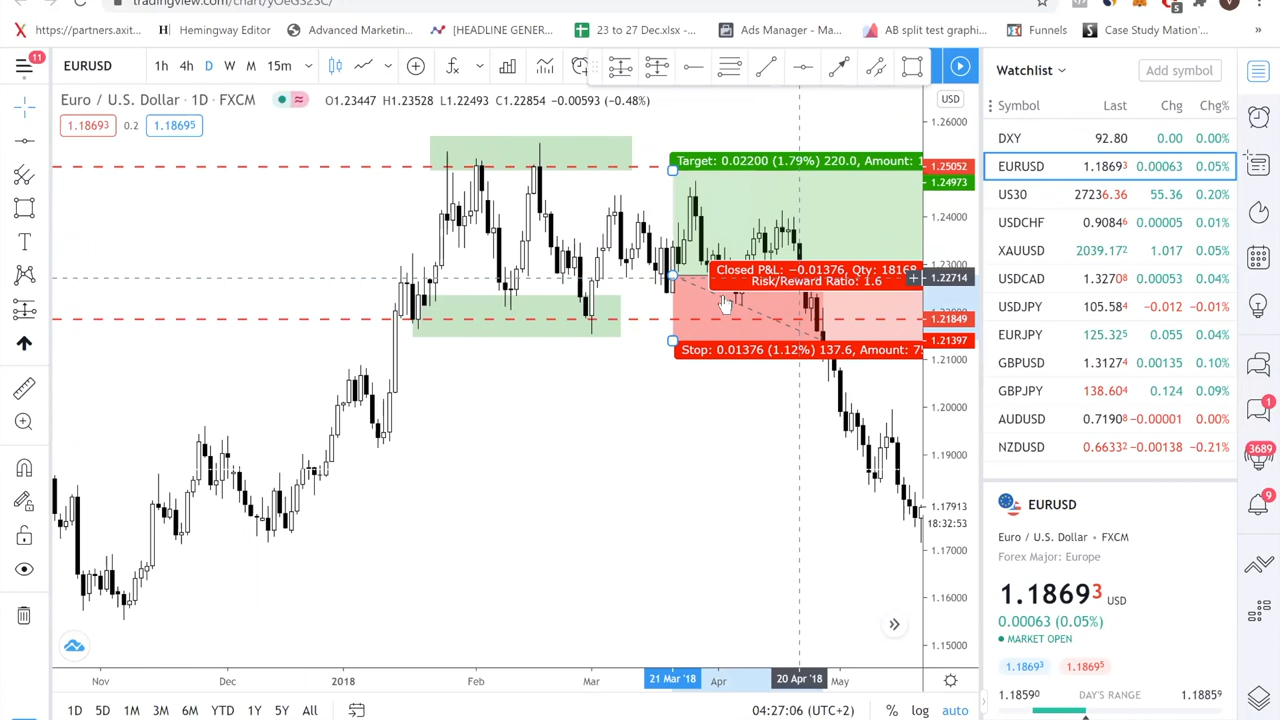 tradingview.com/chart/yOeG3Z3C/
5
https://partners.axit...
Hemingway Editor
Advanced Marketin...
[HEADLINE GENER...
23 to 27 Dec.xlsx -...
Ads Manager - Ma...
AB split test graphi...
Funnels
Case Study Mation'...
»
11
EURUSD
1h 4h D W M 15m
Euro / U.S. Dollar · 1D · FXCM
O1.23447 H1.23528 L1.22493 C1.22854 −0.00593 (−0.48%)
1.18693 0.2 1.18695
USD
1.26000
1.25052
1.24973
1.24000
1.23000
1.22714
1.21849
1.21397
1.21000
1.20000
1.19000
1.17913
18:32:53
1.17000
1.16000
1.15000
Target: 0.02200 (1.79%) 220.0, Amount: 1
Closed P&L: −0.01376, Qty: 18168
Risk/Reward Ratio: 1.6
Stop: 0.01376 (1.12%) 137.6, Amount: 75
Nov Dec 2018 Feb Mar 21 Mar '18 Apr 20 Apr '18 May
1D 5D 1M 3M 6M YTD 1Y 5Y All
04:27:06 (UTC+2) % log auto
Watchlist Add symbol
Symbol Last Chg Chg%
DXY 92.80 0.00 0.00%
EURUSD 1.18693 0.00063 0.05%
US30 27236.36 55.36 0.20%
USDCHF 0.90846 0.00005 0.01%
XAUUSD 2039.172 1.017 0.05%
USDCAD 1.32708 0.00053 0.04%
USDJPY 105.584 −0.012 −0.01%
EURJPY 125.332 0.055 0.04%
GBPUSD 1.31274 0.00135 0.10%
GBPJPY 138.604 0.124 0.09%
AUDUSD 0.71908 −0.00001 0.00%
NZDUSD 0.66332 −0.00138 −0.21%
1
3689
9
EURUSD
Euro / U.S. Dollar • FXCM
Forex Major: Europe
1.18693 USD
0.00063 (0.05%)
MARKET OPEN
1.18693 1.18695
1.18590 DAY'S RANGE 1.18859